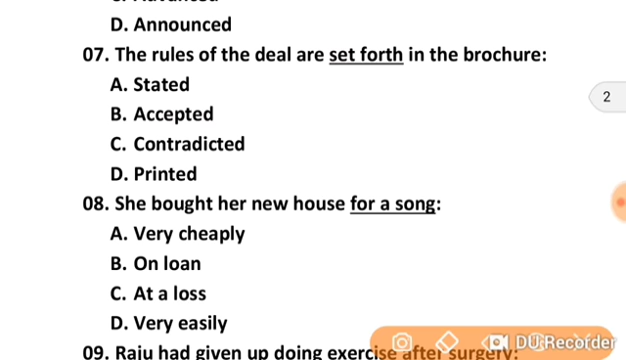 D. Announced
07. The rules of the deal are set forth in the brochure:
A. Stated
B. Accepted
C. Contradicted
D. Printed
2
08. She bought her new house for a song:
A. Very cheaply
B. On loan
C. At a loss
D. Very easily
DU Recorder
09. Raju had given up doing exercise after surgery: